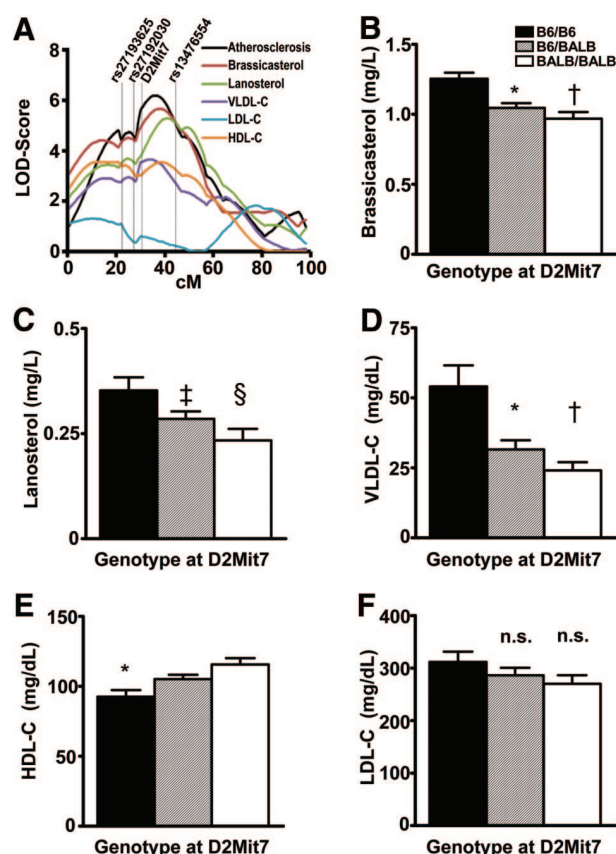 A
rs27193625
rs27192030
D2Mit7
rs13476554
Atherosclerosis
Brassicasterol
Lanosterol
VLDL-C
LDL-C
HDL-C
LOD-Score
8
6
4
2
0
0 20 40 60 80 100
cM
B
B6/B6
B6/BALB
BALB/BALB
Brassicasterol (mg/L)
1.5
1.0
0.5
0
* †
Genotype at D2Mit7
C
Lanosterol (mg/L)
0.5
0.25
0
‡ §
Genotype at D2Mit7
D
VLDL-C (mg/dL)
75
50
25
0
* †
Genotype at D2Mit7
E
HDL-C (mg/dL)
150
100
50
0
*
Genotype at D2Mit7
F
LDL-C (mg/dL)
400
300
200
100
0
n.s. n.s.
Genotype at D2Mit7